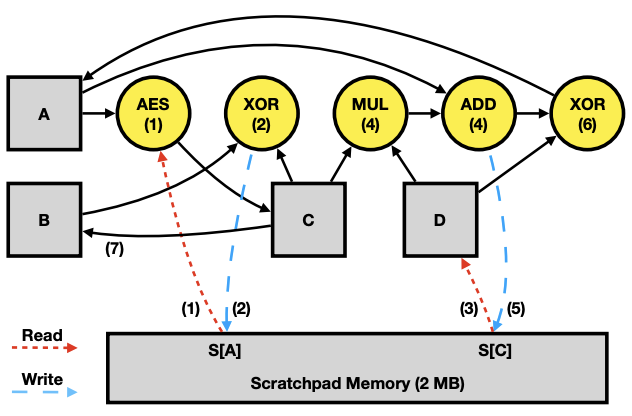 A
AES
(1)
XOR
(2)
MUL
(4)
ADD
(4)
XOR
(6)
B
C
D
(7)
(1)
(2)
(3)
(5)
Read
Write
S[A]
S[C]
Scratchpad Memory (2 MB)